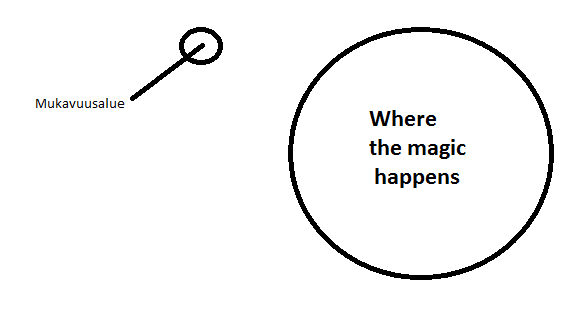 Mukavuusalue
Where
the magic
happens